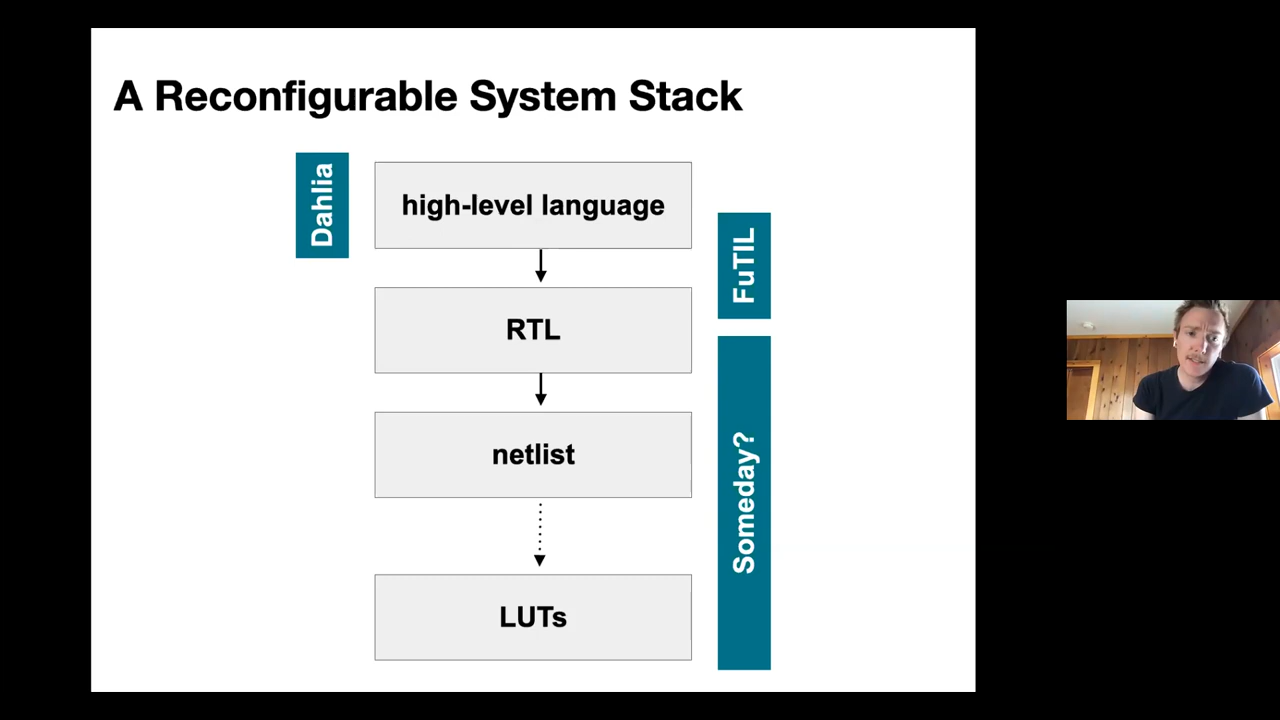 A Reconfigurable System Stack
Dahlia
high-level language
FuTIL
RTL
netlist
Someday?
LUTs